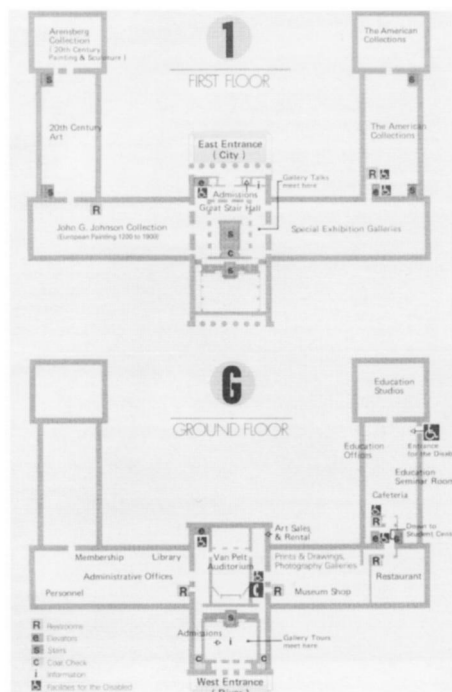 Arensberg
Collection
( 20th Century
Painting & Sculpture )
1
FIRST FLOOR
The American
Collections
S
S
20th Century
Art
East Entrance
( City )
The American
Collections
e
i
Gallery Talks
meet here
Admissions
Great Stair Hall
R
S
e
S
R
John G. Johnson Collection
(European Painting 1200 to 1900)
S
C
S
Special Exhibition Galleries
G
GROUND FLOOR
Education
Studios
Education
Offices
Entrance
for the
Education
Seminar Room
Cafeteria
R
e
Down to
Student
R
Restaurant
e
Art Sales
& Rental
Van Pelt
Auditorium
Prints & Drawings,
Photography Galleries
Membership
Library
Administrative Offices
Personnel
R
R
Museum Shop
S
Admissions
i
Gallery Tours
meet here
C
C
West Entrance
R Restrooms
e Elevators
S Stairs
C Coat Check
i Information
Facilities for the Disabled